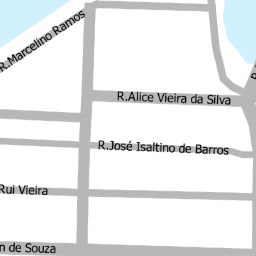 R.Marcelino Ramos
R.Alice Vieira da Silva
R.José Isaltino de Barros
Rui Vieira
n de Souza